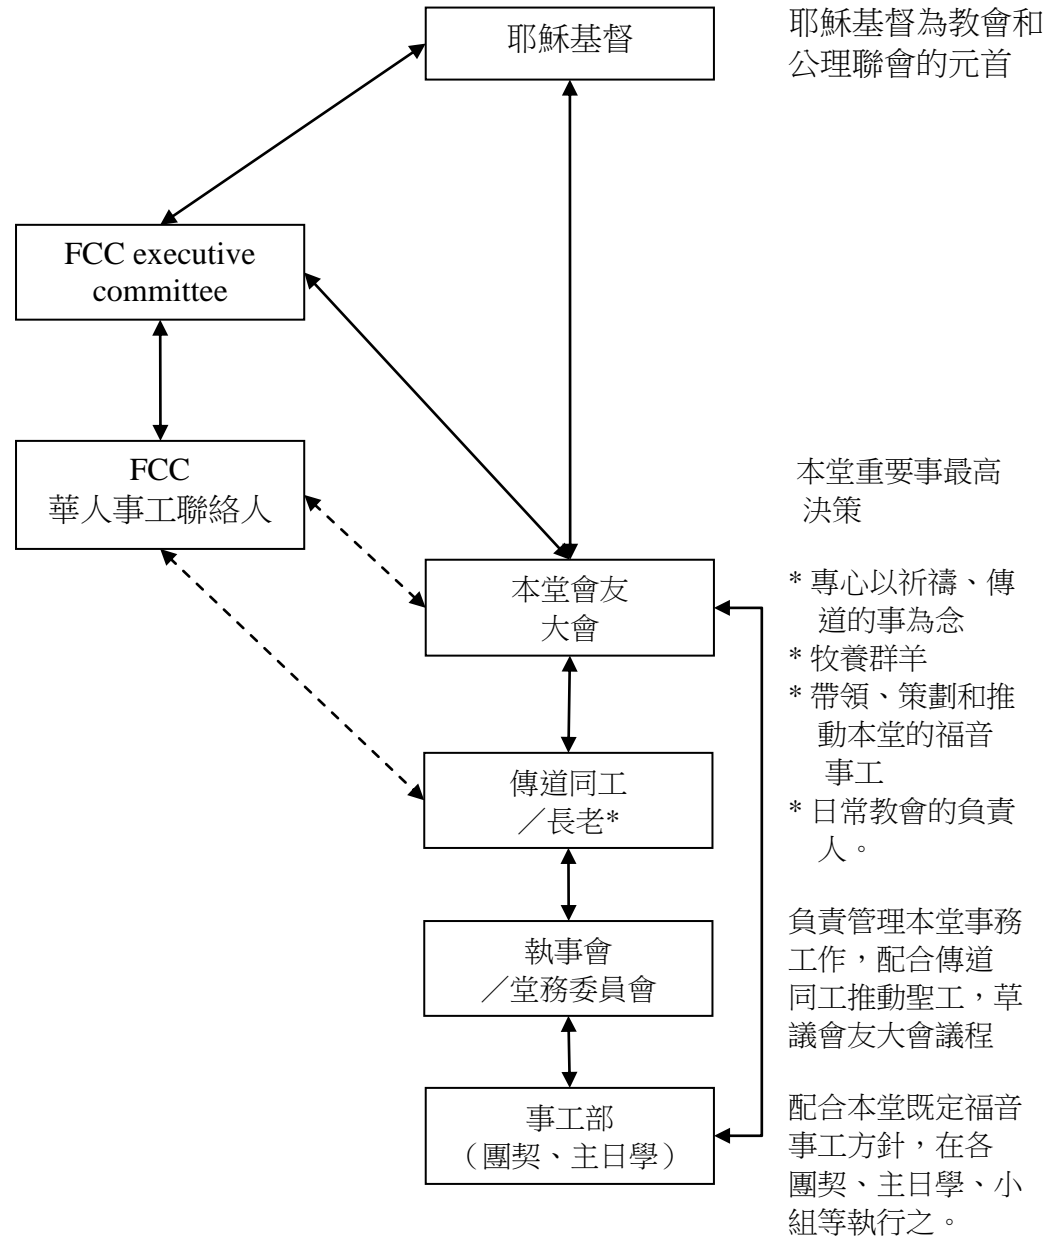 耶穌基督
耶穌基督為教會和
公理聯會的元首
FCC executive
committee
FCC
華人事工聯絡人
本堂重要事最高
決策
本堂會友
大會
* 專心以祈禱、傳
道的事為念
* 牧養群羊
* 帶領、策劃和推
動本堂的福音
事工
* 日常教會的負責
人。
傳道同工
／長老*
執事會
／堂務委員會
負責管理本堂事務
工作，配合傳道
同工推動聖工，草
議會友大會議程
事工部
（團契、主日學）
配合本堂既定福音
事工方針，在各
團契、主日學、小
組等執行之。